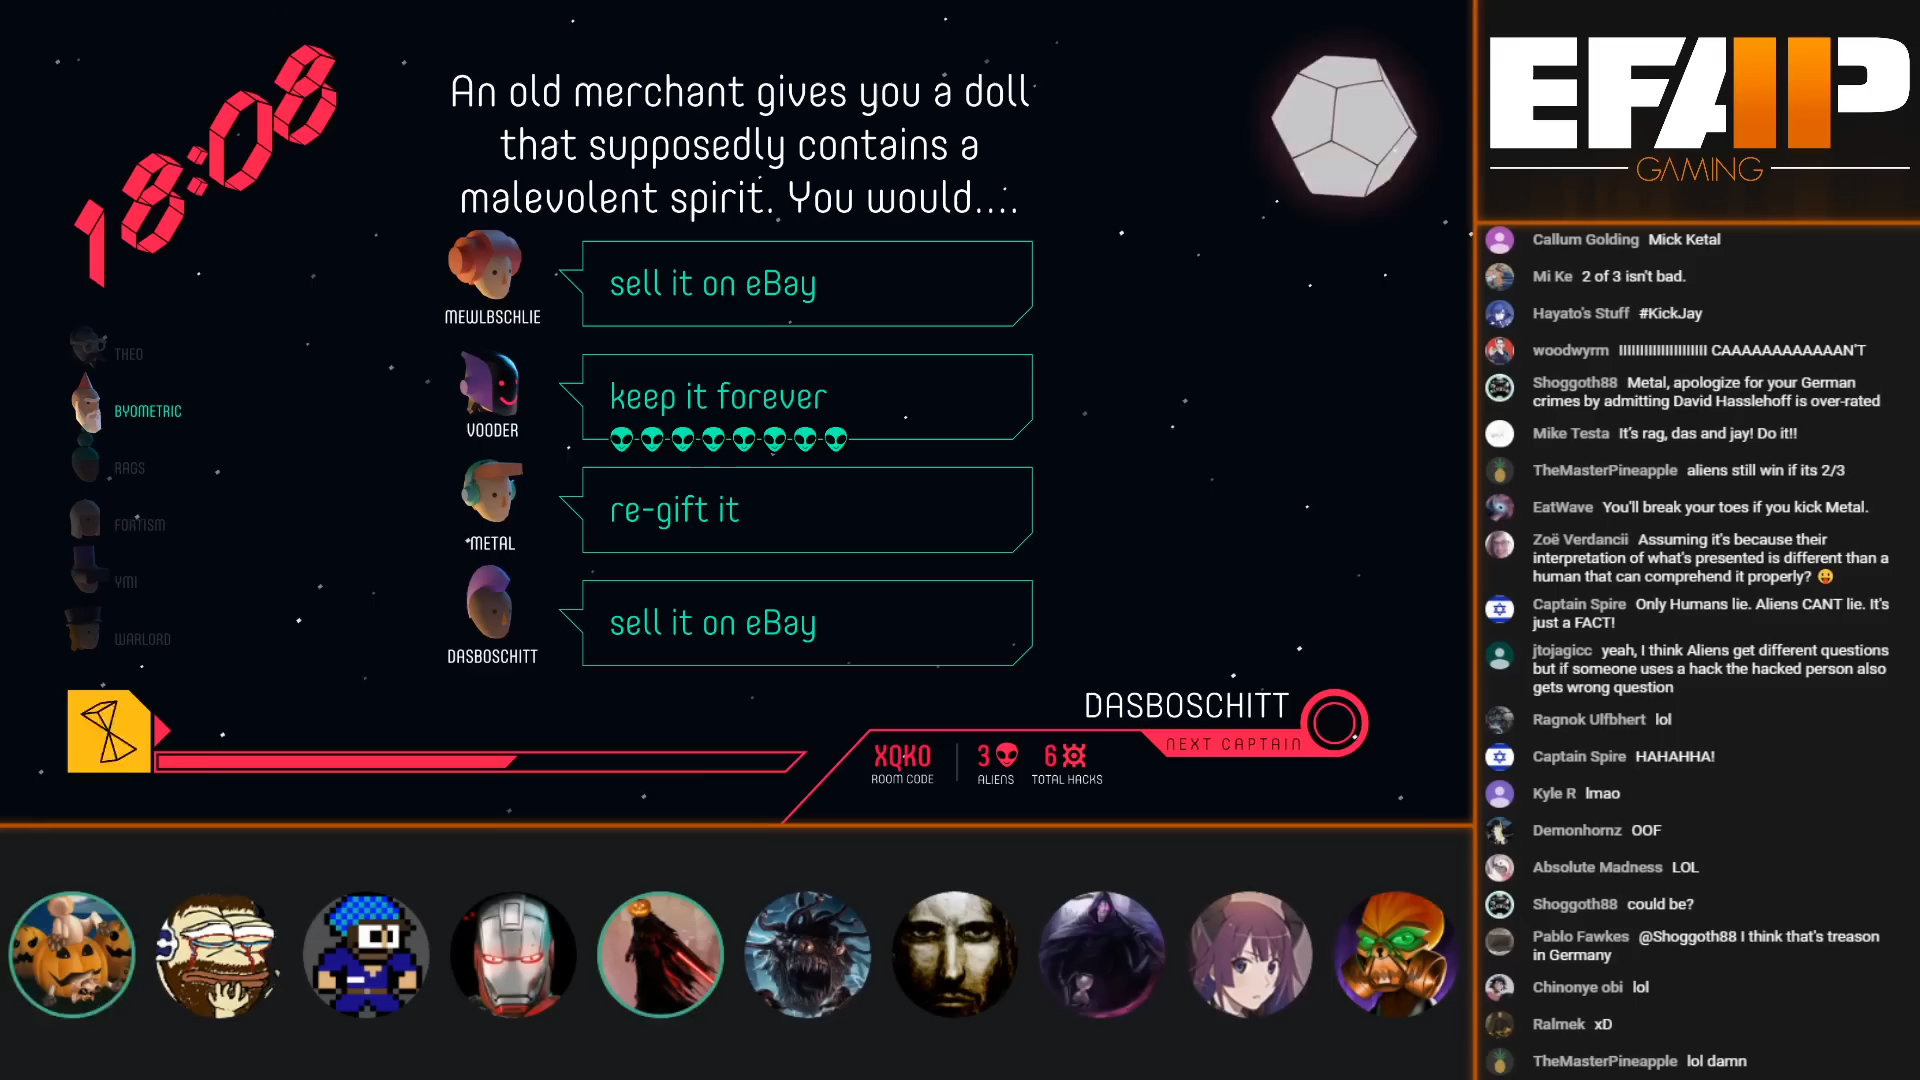 18:08
An old merchant gives you a doll
that supposedly contains a
malevolent spirit. You would....
MEWLBSCHLIE
sell it on eBay
VOODER
keep it forever
METAL
re-gift it
DASBOSCHITT
sell it on eBay
THEO
BYOMETRIC
RAGS
FORTISM
YMI
WARLORD
DASBOSCHITT
NEXT CAPTAIN
XQKO
ROOM CODE
3
ALIENS
6
TOTAL HACKS
EFAP
GAMING
Callum Golding Mick Ketal
Mi Ke 2 of 3 isn't bad.
Hayato's Stuff #KickJay
woodwyrm IIIIIIIIIIIIIIIIIIIII CAAAAAAAAAAAAN'T
Shoggoth88 Metal, apologize for your German
crimes by admitting David Hasslehoff is over-rated
Mike Testa It's rag, das and jay! Do it!!
TheMasterPineapple aliens still win if its 2/3
EatWave You'll break your toes if you kick Metal.
Zoë Verdancii Assuming it's because their
interpretation of what's presented is different than a
human that can comprehend it properly? 😛
Captain Spire Only Humans lie. Aliens CANT lie. It's
just a FACT!
jtojagicc yeah, I think Aliens get different questions
but if someone uses a hack the hacked person also
gets wrong question
Ragnok Ulfbhert lol
Captain Spire HAHAHHA!
Kyle R lmao
Demonhornz OOF
Absolute Madness LOL
Shoggoth88 could be?
Pablo Fawkes @Shoggoth88 I think that's treason
in Germany
Chinonye obi lol
Ralmek xD
TheMasterPineapple lol damn